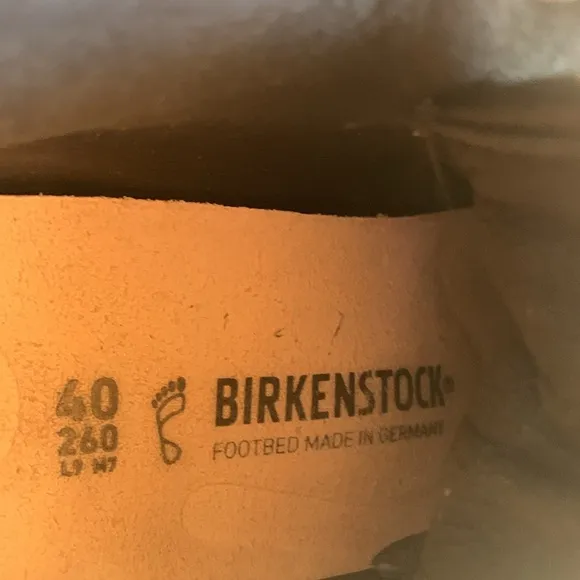 40
260
L9 M7
BIRKENSTOCK®
FOOTBED MADE IN GERMANY